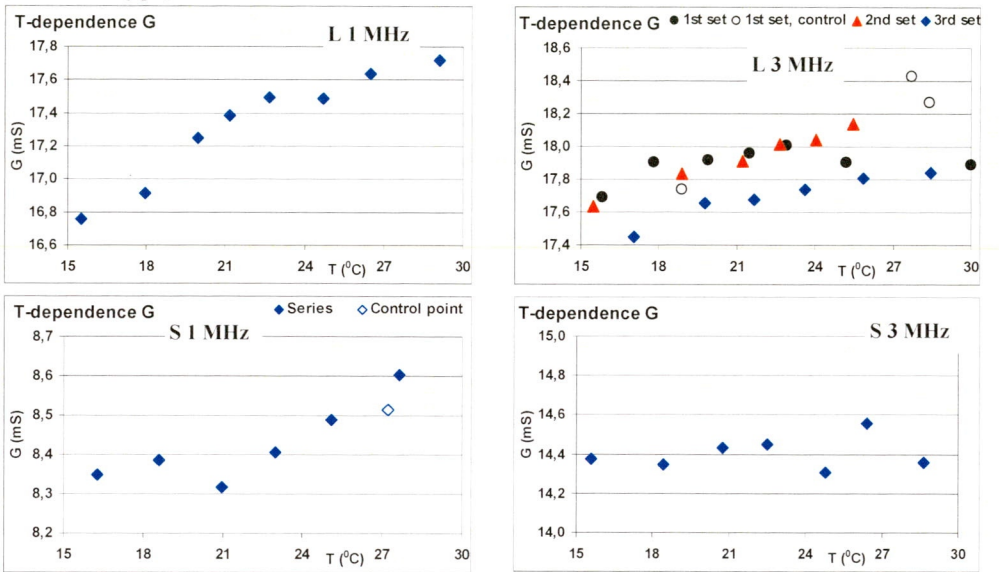 T-dependence G
L 1 MHz
17,8
17,6
17,4
17,2
17,0
16,8
16,6
G (mS)
15 18 21 24 27 30
T (⁰C)
T-dependence G ● 1st set ○ 1st set, control ▲ 2nd set ◆ 3rd set
L 3 MHz
18,6
18,4
18,2
18,0
17,8
17,6
17,4
G (mS)
15 18 21 24 27 30
T (⁰C)
T-dependence G ◆ Series ◇ Control point
S 1 MHz
8,7
8,6
8,5
8,4
8,3
8,2
G (mS)
15 18 21 24 27 30
T (⁰C)
T-dependence G
S 3 MHz
15,0
14,8
14,6
14,4
14,2
14,0
G (mS)
15 18 21 24 27 30
T (⁰C)